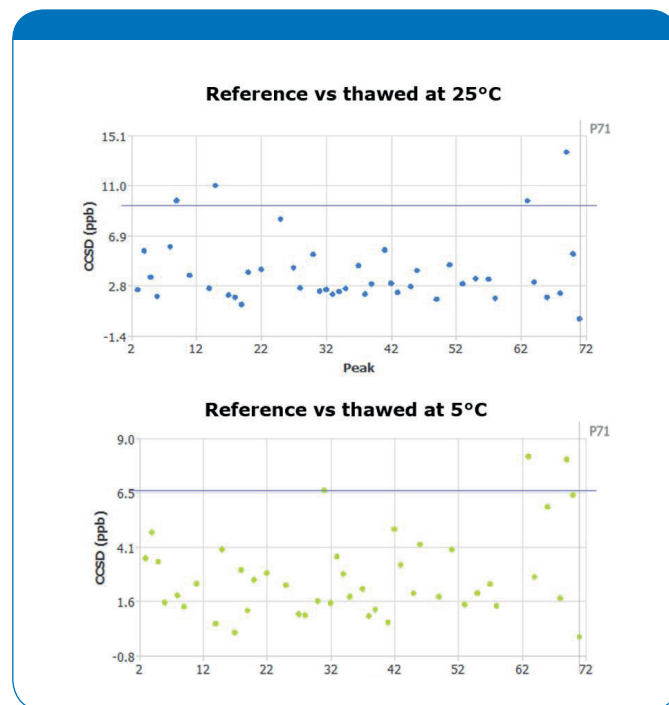 Reference vs thawed at 25°C
P71
15.1
11.0
6.9
2.8
-1.4
CCSD (ppb)
2 12 22 32 42 52 62 72
Peak
Reference vs thawed at 5°C
P71
9.0
6.5
4.1
1.6
-0.8
CCSD (ppb)
2 12 22 32 42 52 62 72